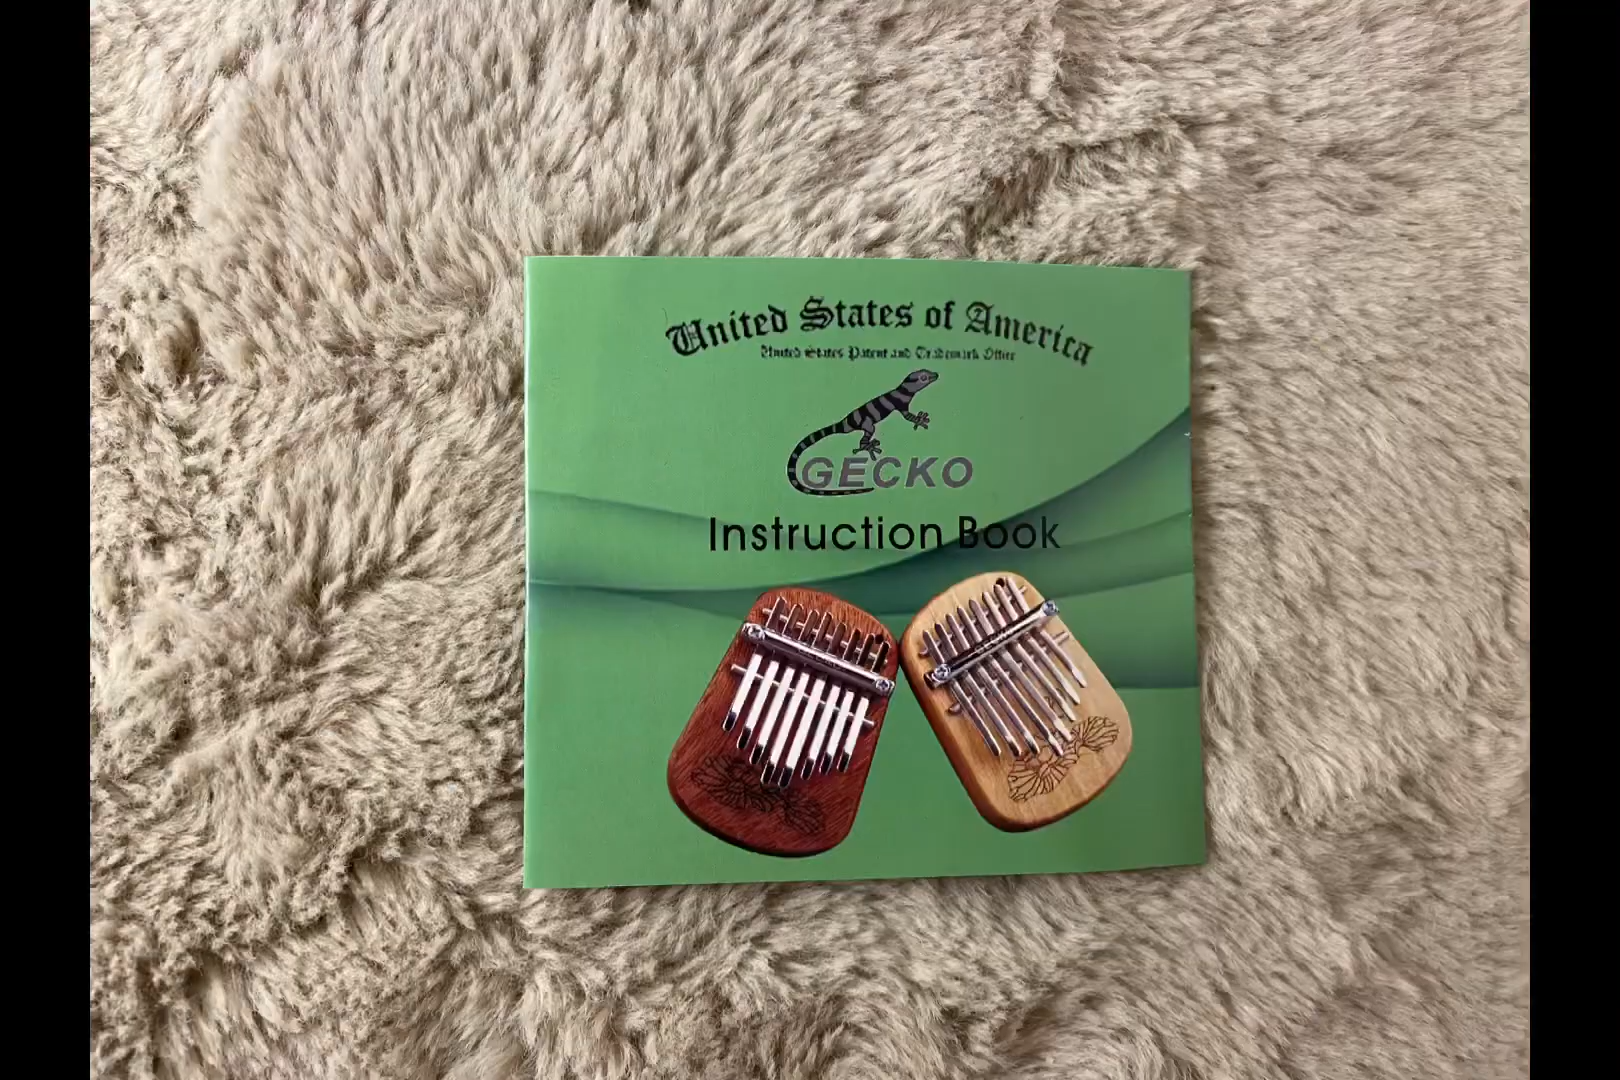 United States of America
United States Patent and Trademark Office
GECKO
Instruction Book